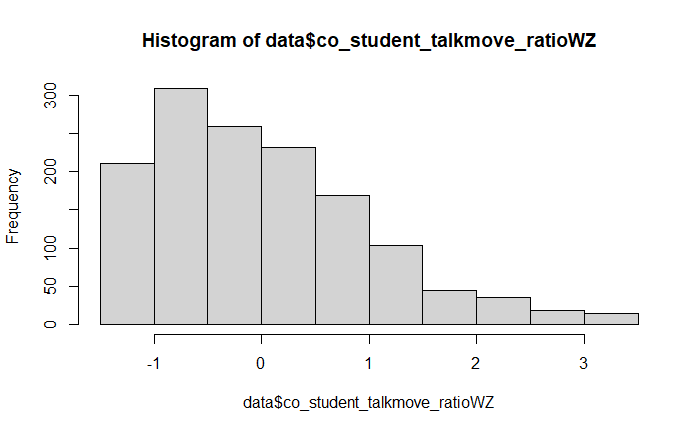 Histogram of data$co_student_talkmove_ratioWZ
Frequency
300
200
100
50
0
-1 0 1 2 3
data$co_student_talkmove_ratioWZ